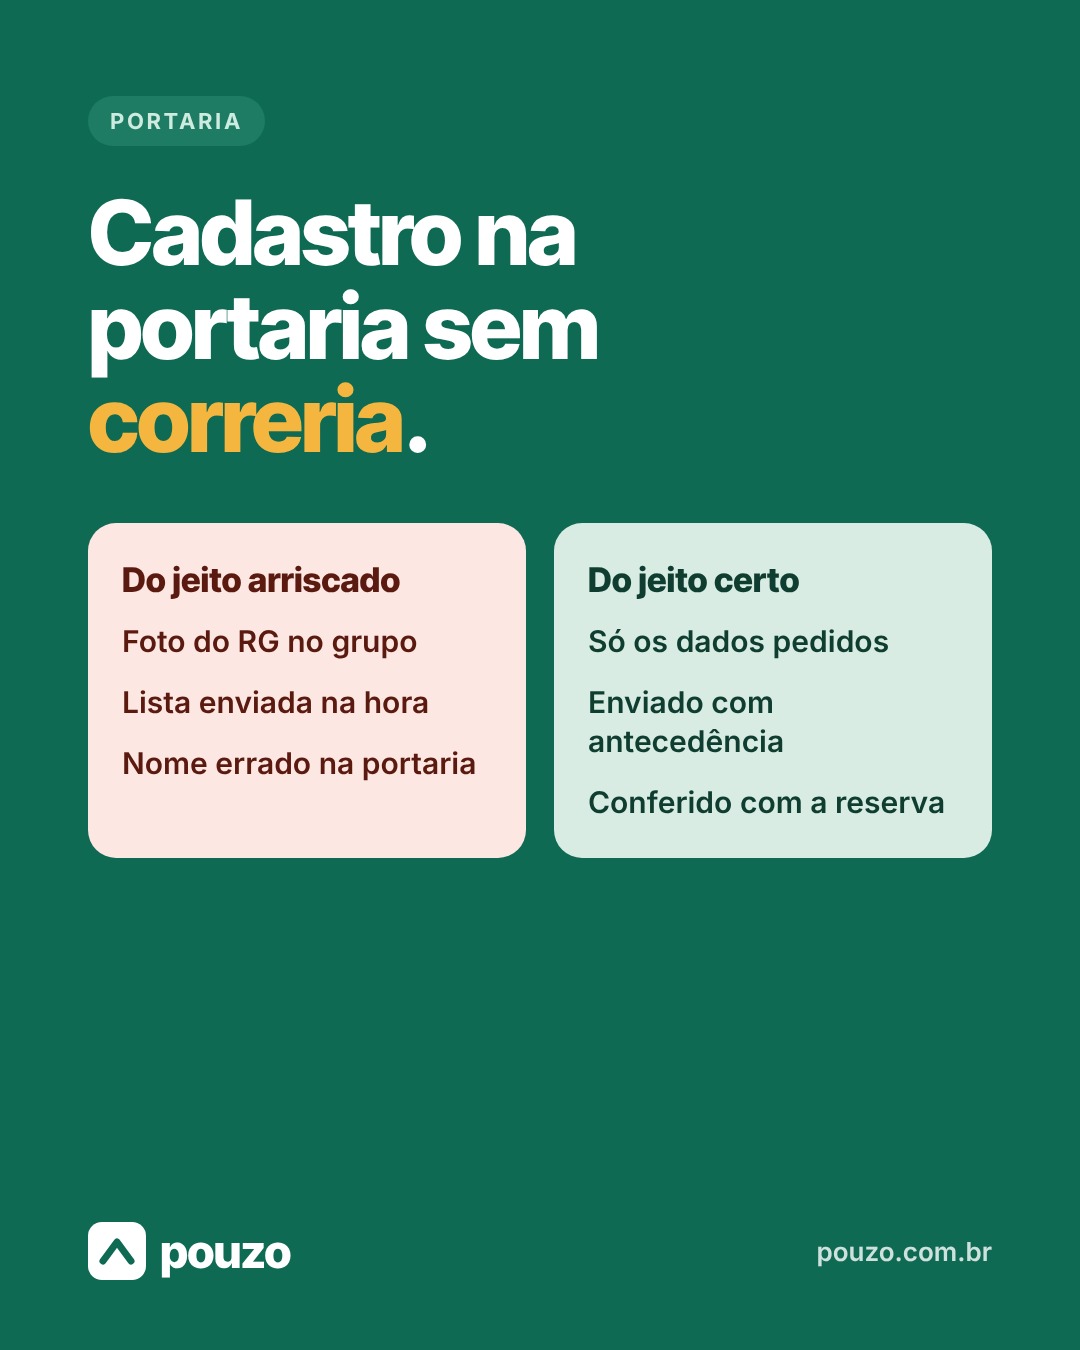 PORTARIA
Cadastro na
portaria sem
correria.
Do jeito arriscado
Foto do RG no grupo
Lista enviada na hora
Nome errado na portaria
Do jeito certo
Só os dados pedidos
Enviado com
antecedência
Conferido com a reserva
pouzo
pouzo.com.br